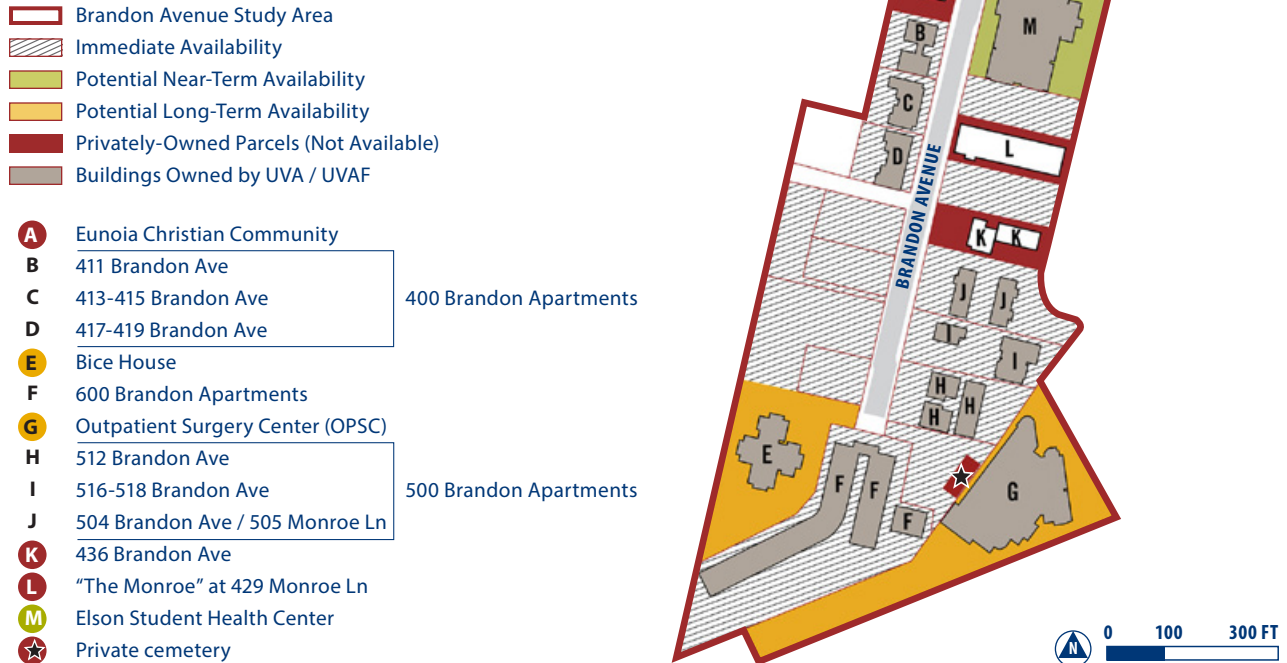 Brandon Avenue Study Area
Immediate Availability
Potential Near-Term Availability
Potential Long-Term Availability
Privately-Owned Parcels (Not Available)
Buildings Owned by UVA / UVAF
A Eunoia Christian Community
B 411 Brandon Ave
C 413-415 Brandon Ave
400 Brandon Apartments
D 417-419 Brandon Ave
E Bice House
F 600 Brandon Apartments
G Outpatient Surgery Center (OPSC)
H 512 Brandon Ave
I 516-518 Brandon Ave
500 Brandon Apartments
J 504 Brandon Ave / 505 Monroe Ln
K 436 Brandon Ave
L "The Monroe" at 429 Monroe Ln
M Elson Student Health Center
Private cemetery
M
B
C
L
D
BRANDON AVENUE
K K
J J
I
I
H
H
H
E
F F
G
F
N
0 100 300 FT